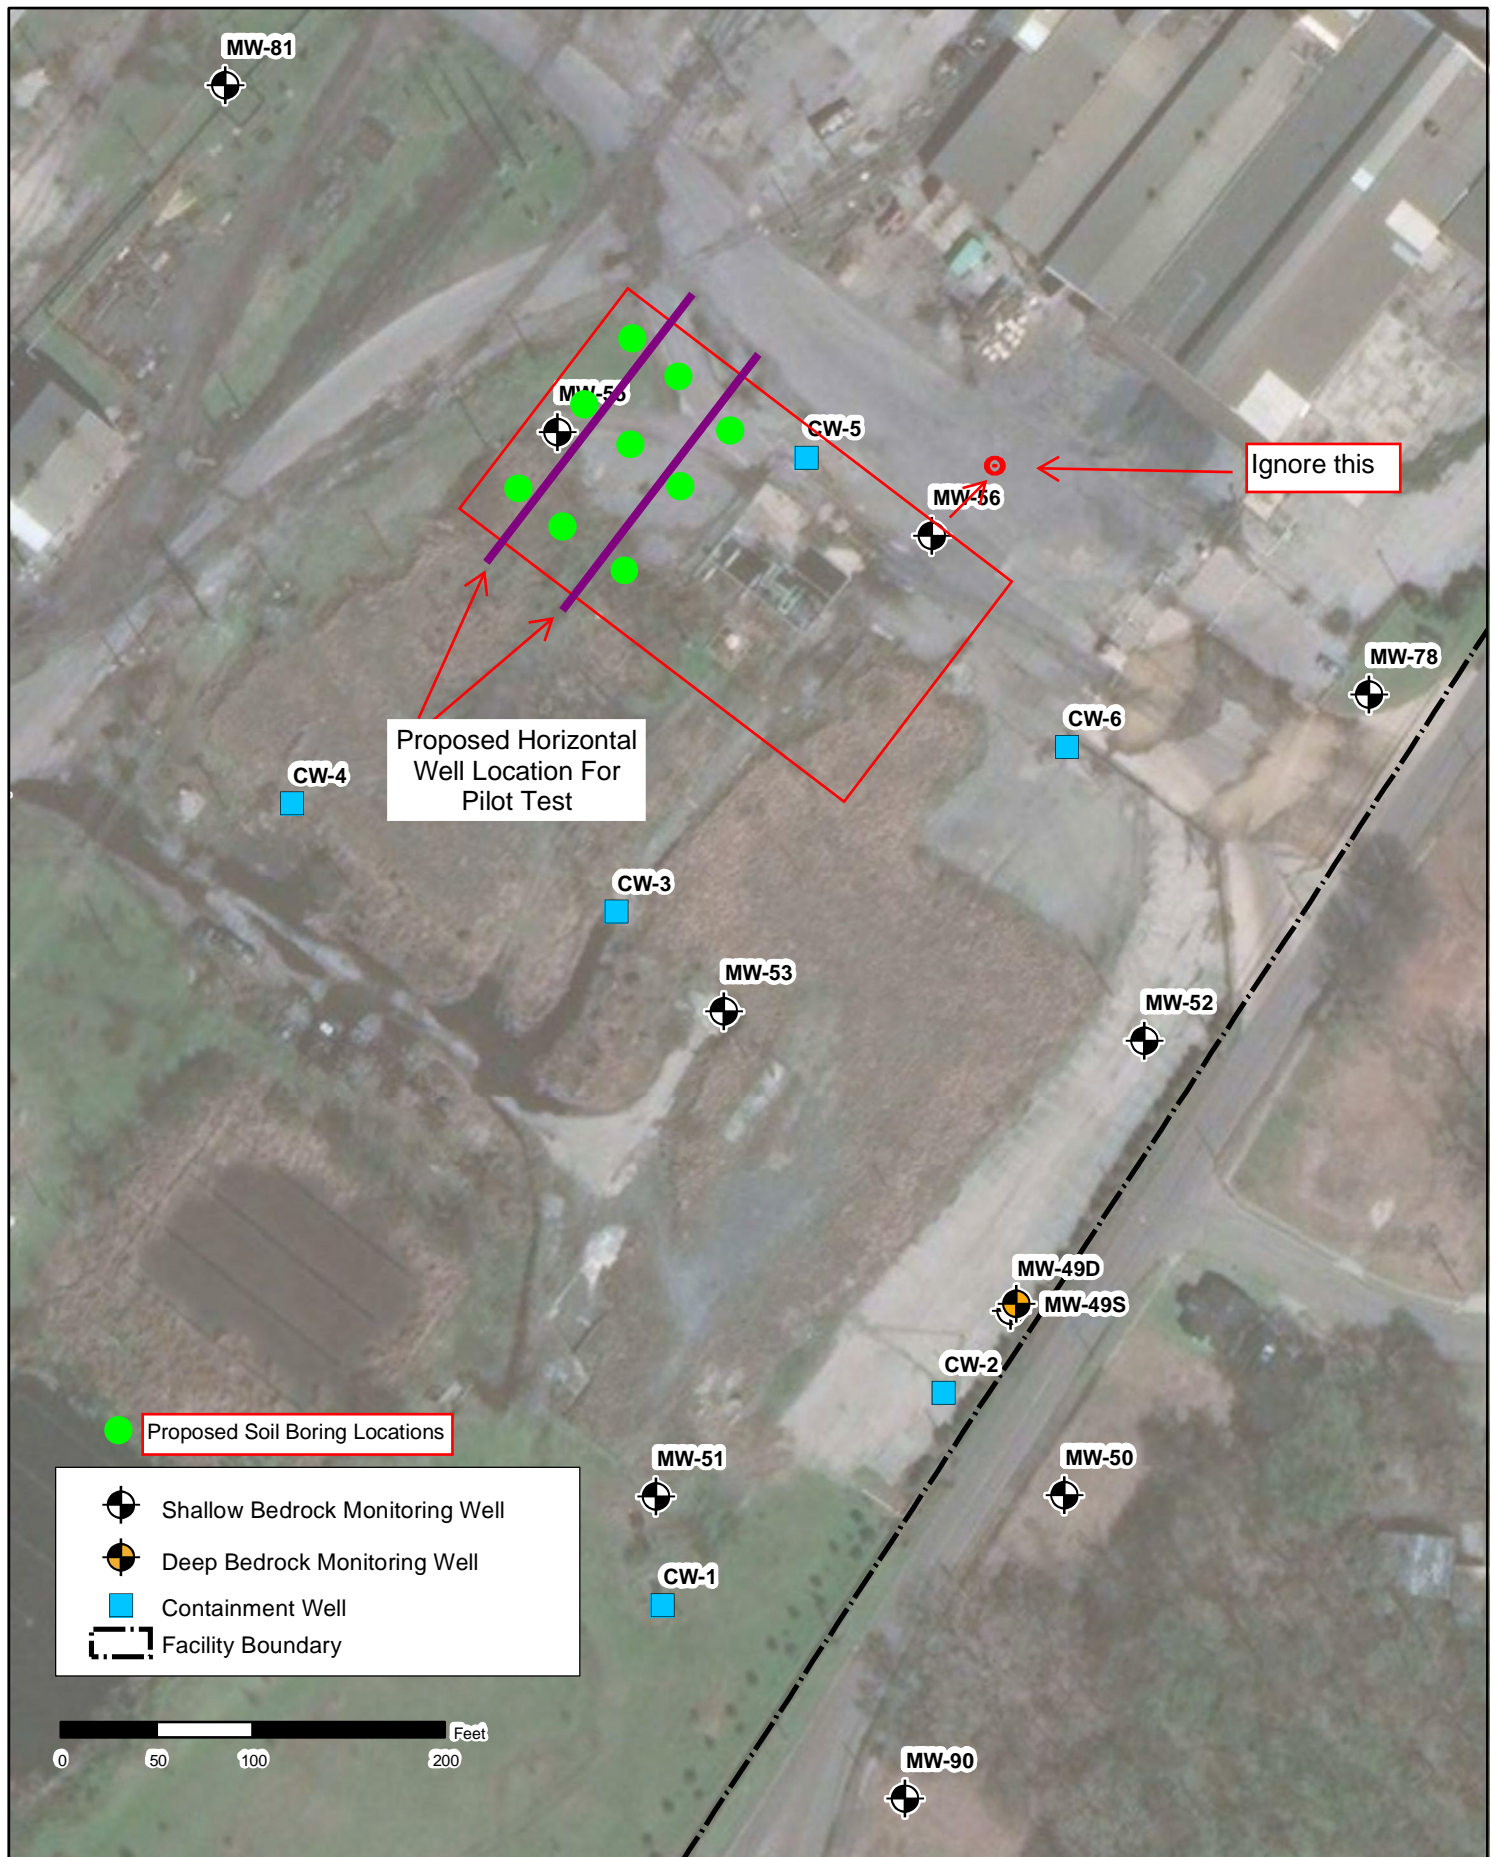 MW-81
MW-55
CW-5
Ignore this
MW-56
MW-78
CW-6
Proposed Horizontal
Well Location For
Pilot Test
CW-4
CW-3
MW-53
MW-52
MW-49D
MW-49S
CW-2
Proposed Soil Boring Locations
MW-51
MW-50
Shallow Bedrock Monitoring Well
Deep Bedrock Monitoring Well
CW-1
Containment Well
Facility Boundary
Feet
0 50 100 200
MW-90